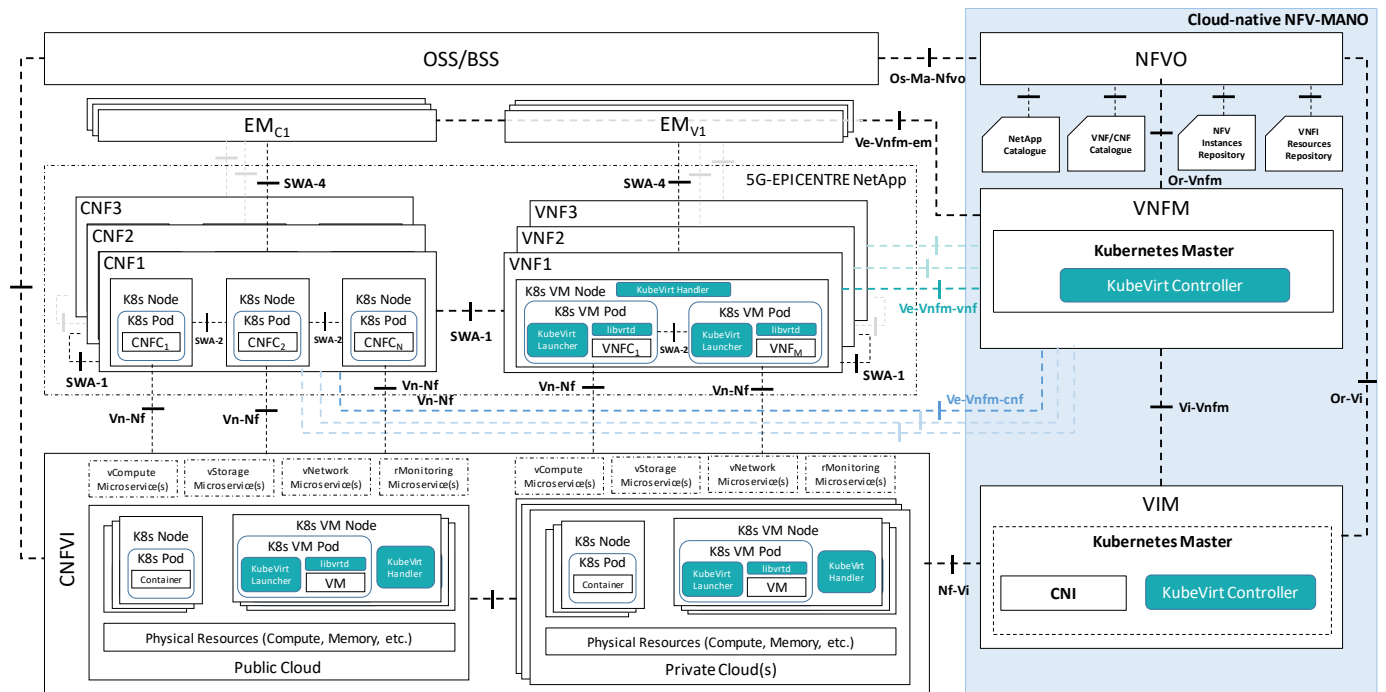 Cloud-native NFV-MANO
OSS/BSS
NFVO
Os-Ma-Nfvo
EM_C1
EM_V1
Ve-Vnfm-em
NetApp
Catalogue
VNF/CNF
Catalogue
NFV
Instances
Repository
VNFI
Resources
Repository
Or-Vnfm
SWA-4
SWA-4
5G-EPICENTRE NetApp
CNF3
CNF2
CNF1
VNF3
VNF2
VNF1
VNFM
Kubernetes Master
KubeVirt Controller
K8s Node
K8s Pod
CNFC_1
SWA-2
K8s Node
K8s Pod
CNFC_2
SWA-2
K8s Node
K8s Pod
CNFC_N
SWA-1
SWA-1
K8s VM Node
KubeVirt Handler
K8s VM Pod
KubeVirt
Launcher
libvrtd
VNFC_1
SWA-2
K8s VM Pod
KubeVirt
Launcher
libvrtd
VNF_M
SWA-1
Ve-Vnfm-vnf
Vn-Nf
Vn-Nf
Vn-Nf
Vn-Nf
Vn-Nf
Vn-Nf
Ve-Vnfm-cnf
Vi-Vnfm
Or-Vi
CNFVI
vCompute
Microservice(s)
vStorage
Microservice(s)
vNetwork
Microservice(s)
rMonitoring
Microservice(s)
vCompute
Microservice(s)
vStorage
Microservice(s)
vNetwork
Microservice(s)
rMonitoring
Microservice(s)
K8s Node
K8s Pod
Container
K8s VM Node
K8s VM Pod
KubeVirt
Launcher
libvrtd
VM
KubeVirt
Handler
Physical Resources (Compute, Memory, etc.)
Public Cloud
K8s Node
K8s Pod
Container
K8s VM Node
K8s VM Pod
KubeVirt
Launcher
libvrtd
VM
KubeVirt
Handler
Physical Resources (Compute, Memory, etc.)
Private Cloud(s)
Nf-Vi
VIM
Kubernetes Master
CNI
KubeVirt Controller